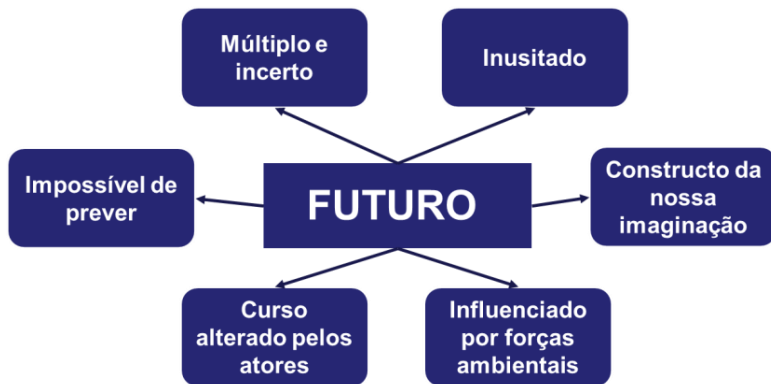 Múltiplo e
incerto
Inusitado
Impossível de
prever
FUTURO
Constructo da
nossa
imaginação
Curso
alterado pelos
atores
Influenciado
por forças
ambientais